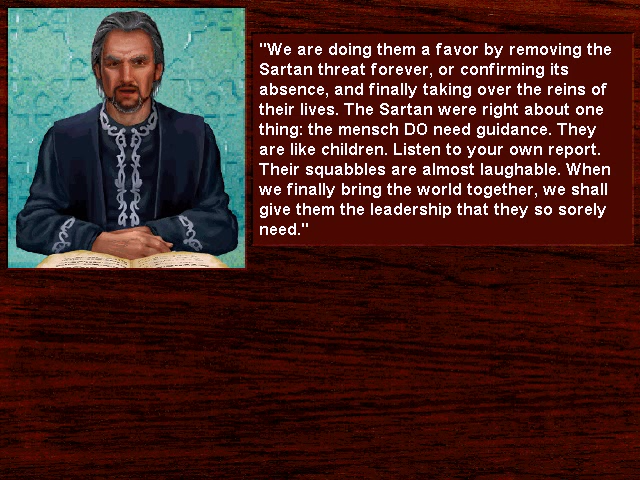 "We are doing them a favor by removing the
Sartan threat forever, or confirming its
absence, and finally taking over the reins of
their lives. The Sartan were right about one
thing: the mensch DO need guidance. They
are like children. Listen to your own report.
Their squabbles are almost laughable. When
we finally bring the world together, we shall
give them the leadership that they so sorely
need."